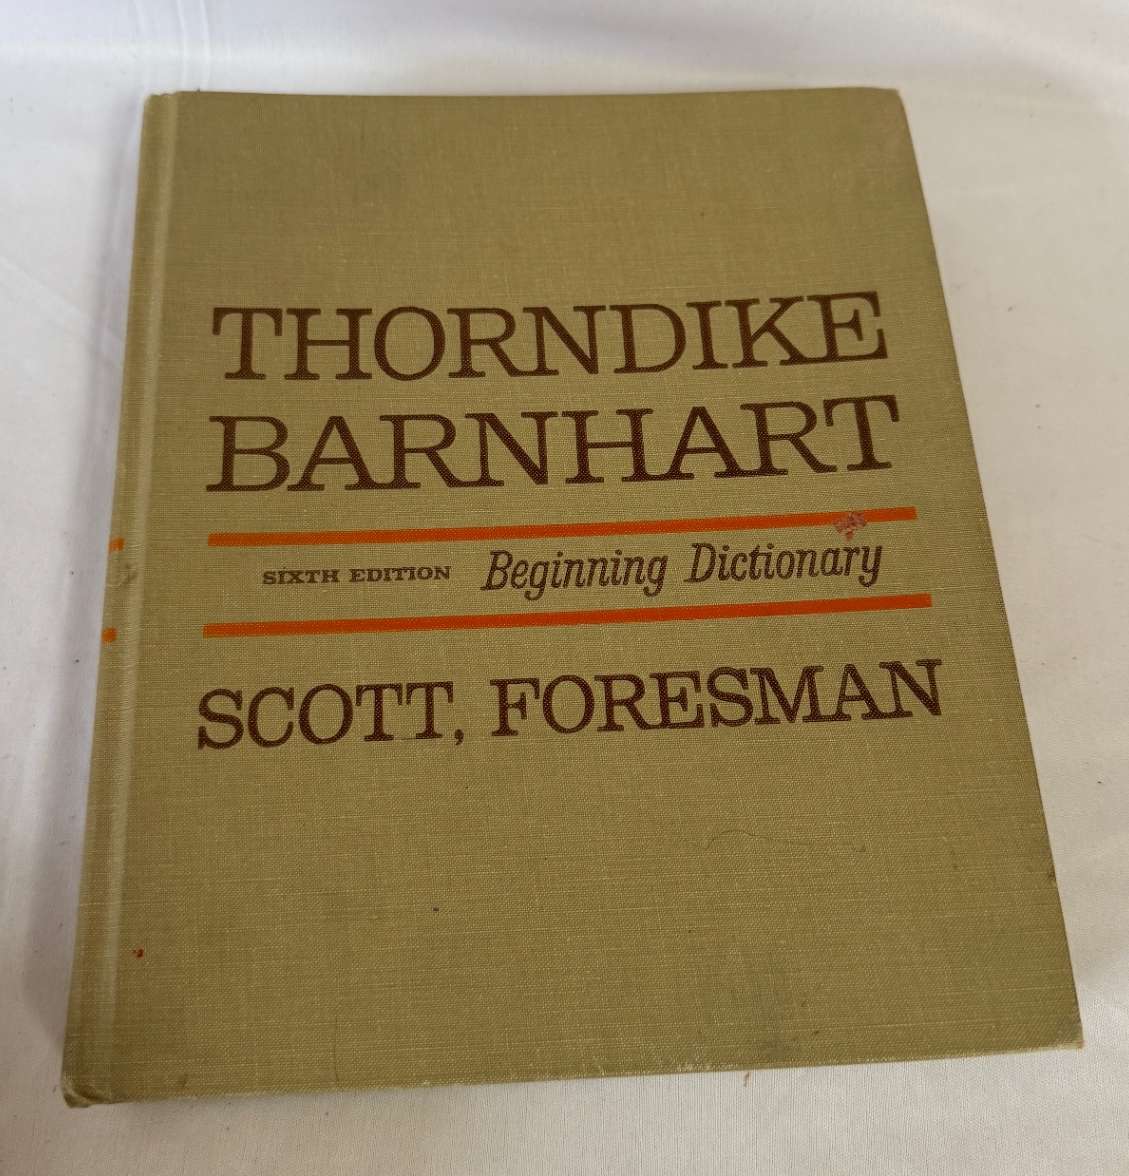 THORNDIKE
BARNHART
SIXTH EDITION Beginning Dictionary
SCOTT, FORESMAN